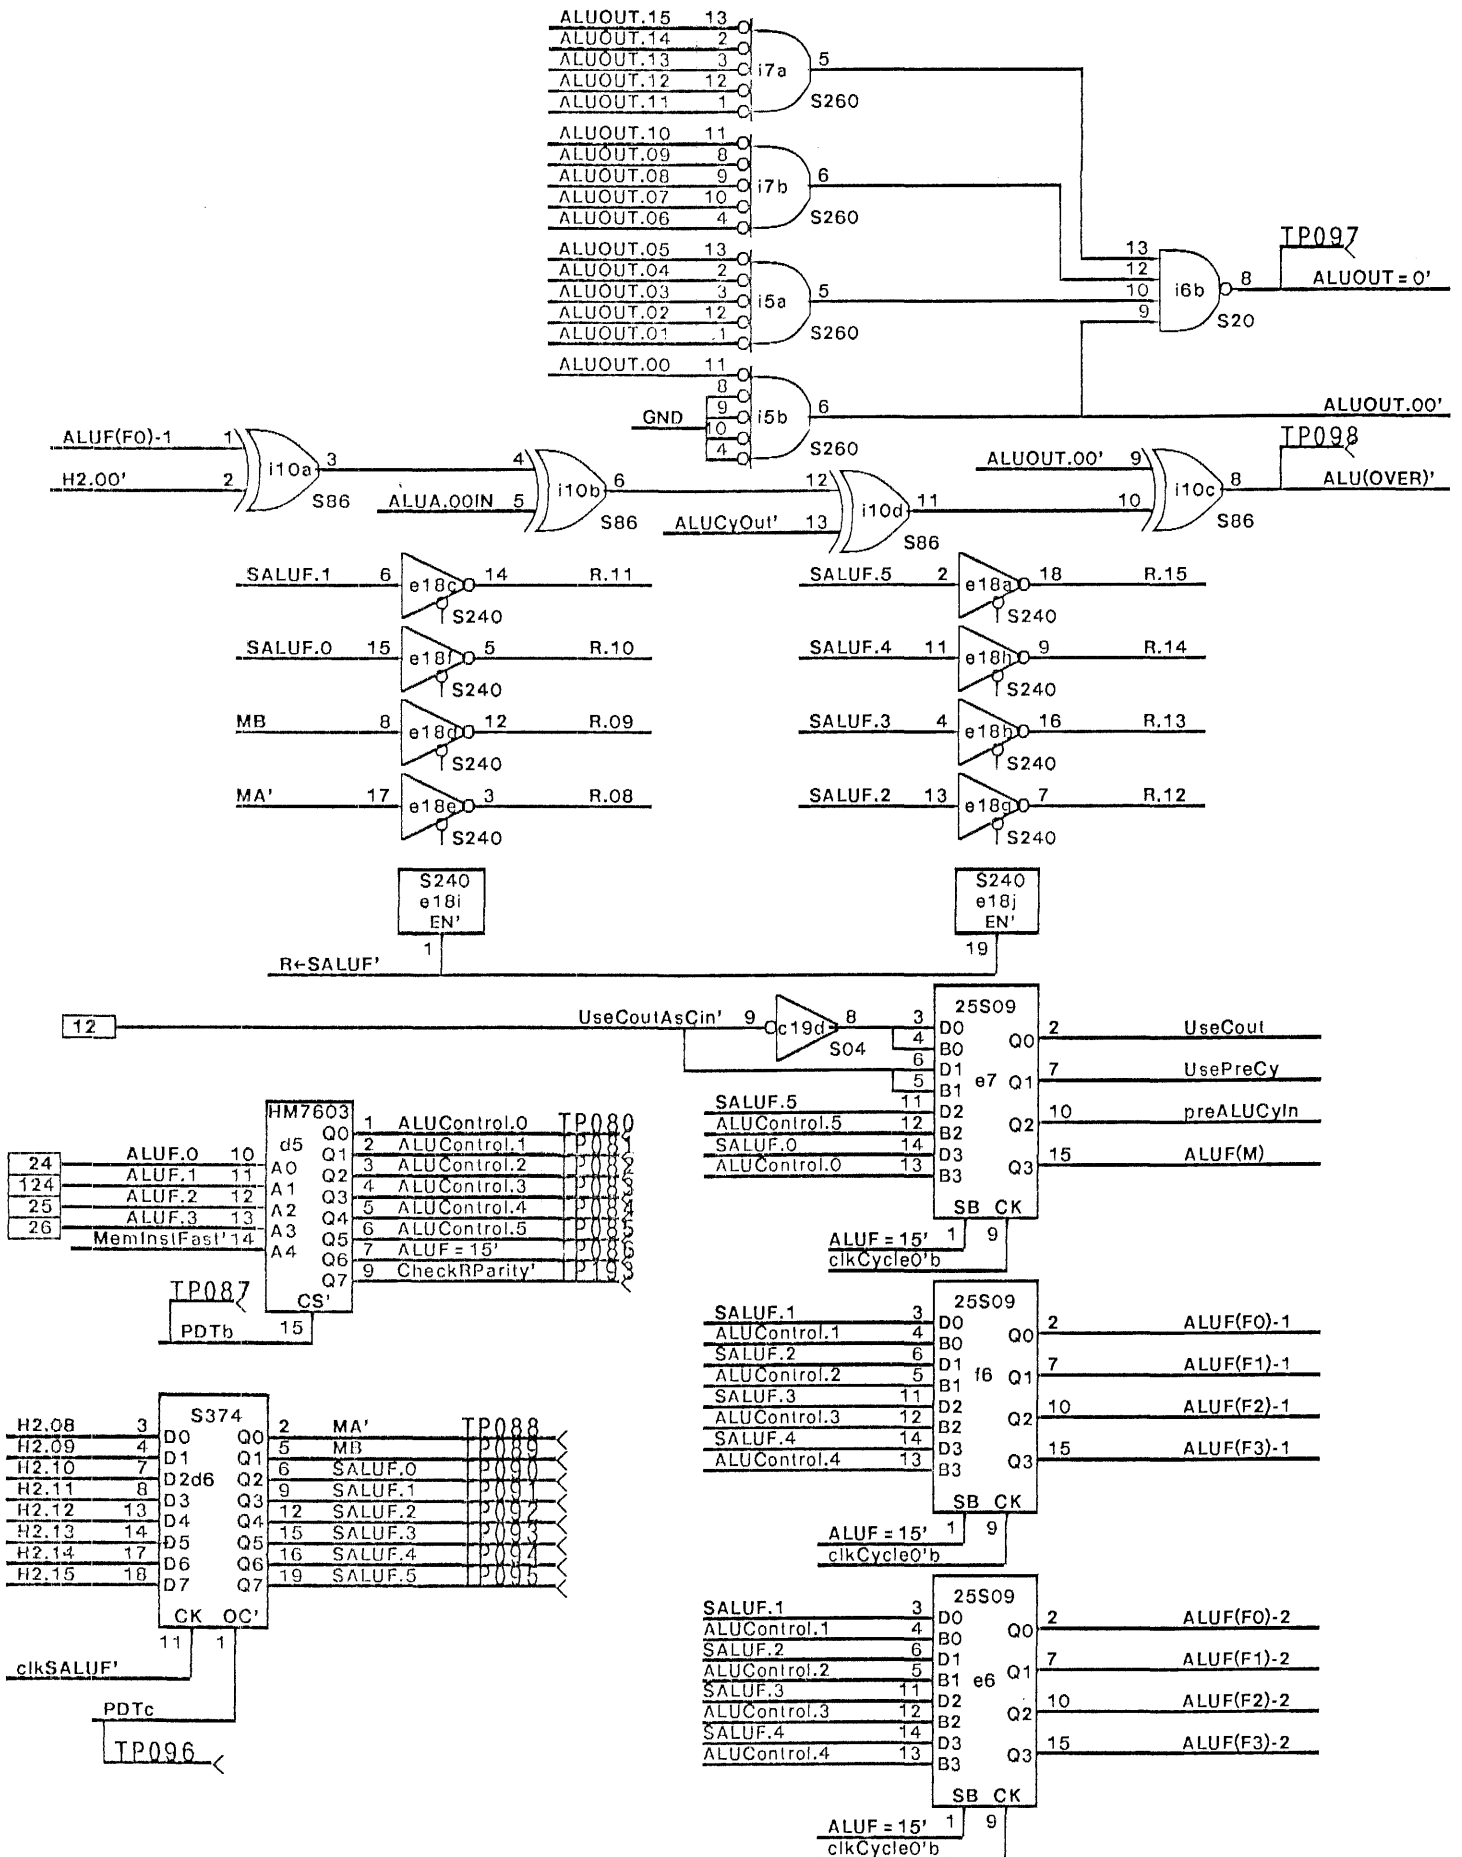 ALUOUT.15 13
ALUOUT.14 2
ALUOUT.13 3
ALUOUT.12 12
ALUOUT.11 1
i7a
5
S260
ALUOUT.10 11
ALUOUT.09 8
ALUOUT.08 9
ALUOUT.07 10
ALUOUT.06 4
i7b
6
S260
ALUOUT.05 13
ALUOUT.04 2
ALUOUT.03 3
ALUOUT.02 12
ALUOUT.01 1
i5a
5
S260
13
12
10
9
i6b
8
S20
TP097
ALUOUT=0'
ALUOUT.00 11
8
GND 9
10
4
i5b
6
S260
ALUOUT.00'
ALUF(F0)-1 1
H2.00' 2
i10a
3
S86
4
ALUA.00IN 5
i10b
6
S86
12
ALUCyOut' 13
i10d
11
S86
ALUOUT.00' 9
10
i10c
8
S86
TP098
ALU(OVER)'
SALUF.1 6 e18c 14 R.11
S240
SALUF.5 2 e18a 18 R.15
S240
SALUF.0 15 e18f 5 R.10
S240
SALUF.4 11 e18h 9 R.14
S240
MB 8 e18d 12 R.09
S240
SALUF.3 4 e18b 16 R.13
S240
MA' 17 e18e 3 R.08
S240
SALUF.2 13 e18g 7 R.12
S240
S240
e18i
EN'
1
S240
e18j
EN'
19
R←SALUF'
12
UseCoutAsCin' 9 c19d 8
S04
25S09
e7
3 D0
4 B0
6 D1
5 B1
SALUF.5 11 D2
ALUControl.5 12 B2
SALUF.0 14 D3
ALUControl.0 13 B3
Q0 2 UseCout
Q1 7 UsePreCy
Q2 10 preALUCyIn
Q3 15 ALUF(M)
SB CK
1 9
ALUF=15'
clkCycle0'b
HM7603
d5
24 ALUF.0 10 A0
124 ALUF.1 11 A1
25 ALUF.2 12 A2
26 ALUF.3 13 A3
MemInstFast' 14 A4
Q0 1 ALUControl.0 TP080
Q1 2 ALUControl.1 TP081
Q2 3 ALUControl.2 TP082
Q3 4 ALUControl.3 TP083
Q4 5 ALUControl.4 TP084
Q5 6 ALUControl.5 TP085
Q6 7 ALUF=15' TP086
Q7 9 CheckRParity' TP193
CS'
TP087
PDTb 15
25S09
f6
SALUF.1 3 D0
ALUControl.1 4 B0
SALUF.2 6 D1
ALUControl.2 5 B1
SALUF.3 11 D2
ALUControl.3 12 B2
SALUF.4 14 D3
ALUControl.4 13 B3
Q0 2 ALUF(F0)-1
Q1 7 ALUF(F1)-1
Q2 10 ALUF(F2)-1
Q3 15 ALUF(F3)-1
SB CK
ALUF=15' 1 9
clkCycle0'b
S374
d6
H2.08 3 D0
H2.09 4 D1
H2.10 7 D2
H2.11 8 D3
H2.12 13 D4
H2.13 14 D5
H2.14 17 D6
H2.15 18 D7
Q0 2 MA' TP088
Q1 5 MB TP089
Q2 6 SALUF.0 TP090
Q3 9 SALUF.1 TP091
Q4 12 SALUF.2 TP092
Q5 15 SALUF.3 TP093
Q6 16 SALUF.4 TP094
Q7 19 SALUF.5 TP095
CK OC'
11 1
clkSALUF'
PDTc
TP096
25S09
e6
SALUF.1 3 D0
ALUControl.1 4 B0
SALUF.2 6 D1
ALUControl.2 5 B1
SALUF.3 11 D2
ALUControl.3 12 B2
SALUF.4 14 D3
ALUControl.4 13 B3
Q0 2 ALUF(F0)-2
Q1 7 ALUF(F1)-2
Q2 10 ALUF(F2)-2
Q3 15 ALUF(F3)-2
SB CK
ALUF=15' 1 9
clkCycle0'b